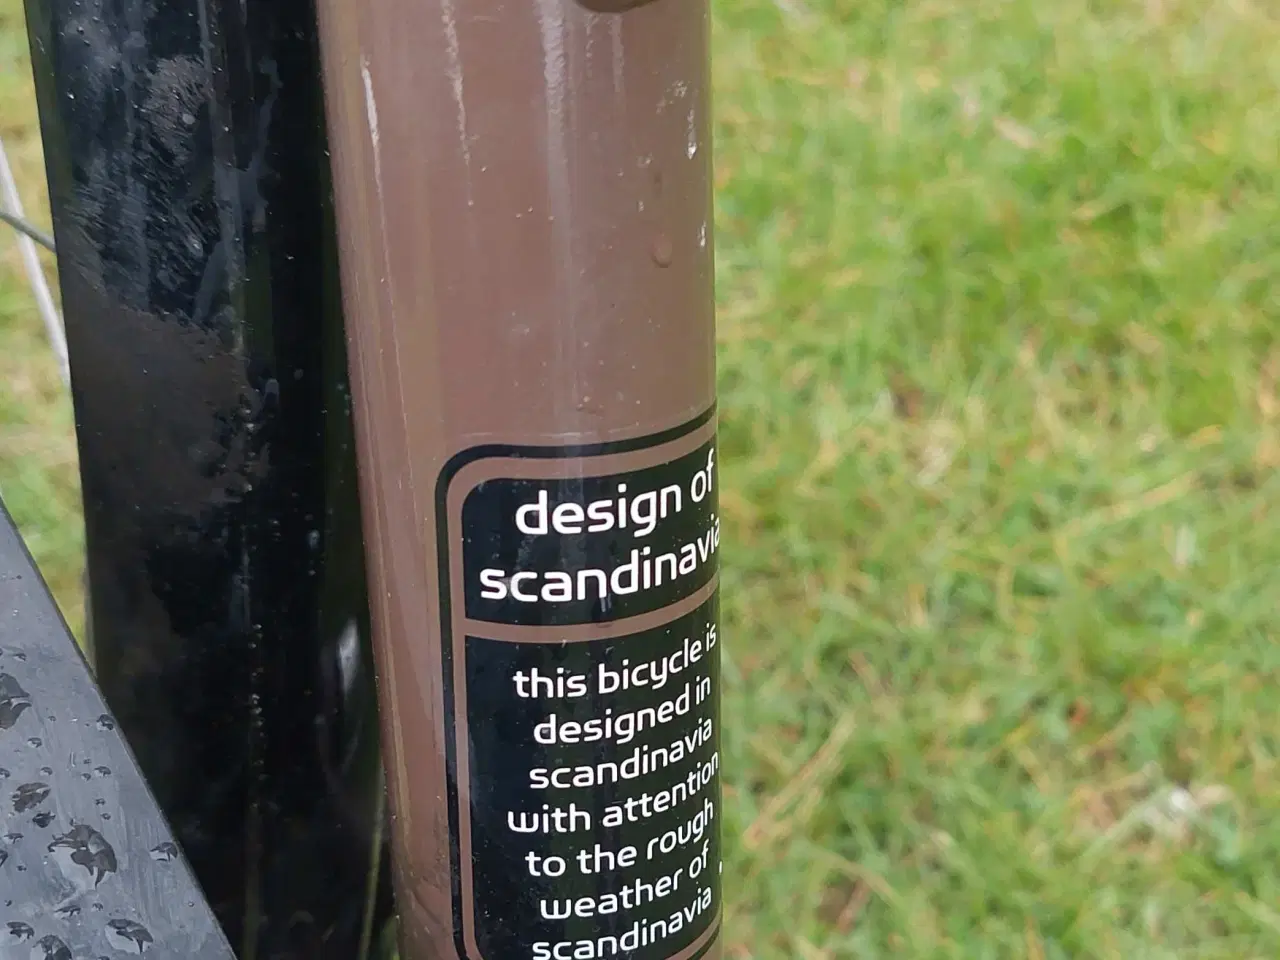 design of
scandinavia
this bicycle is
designed in
scandinavia
with attention
to the rough
weather of
scandinavia